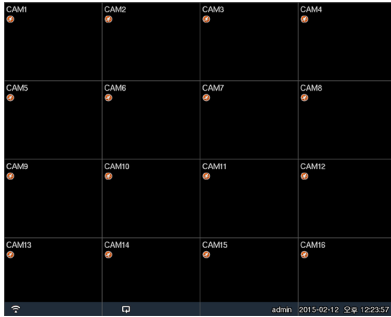 CAM1 CAM2 CAM3 CAM4
CAM5 CAM6 CAM7 CAM8
CAM9 CAM10 CAM11 CAM12
CAM13 CAM14 CAM15 CAM16
admin 2015-02-12 오후 12:23:57